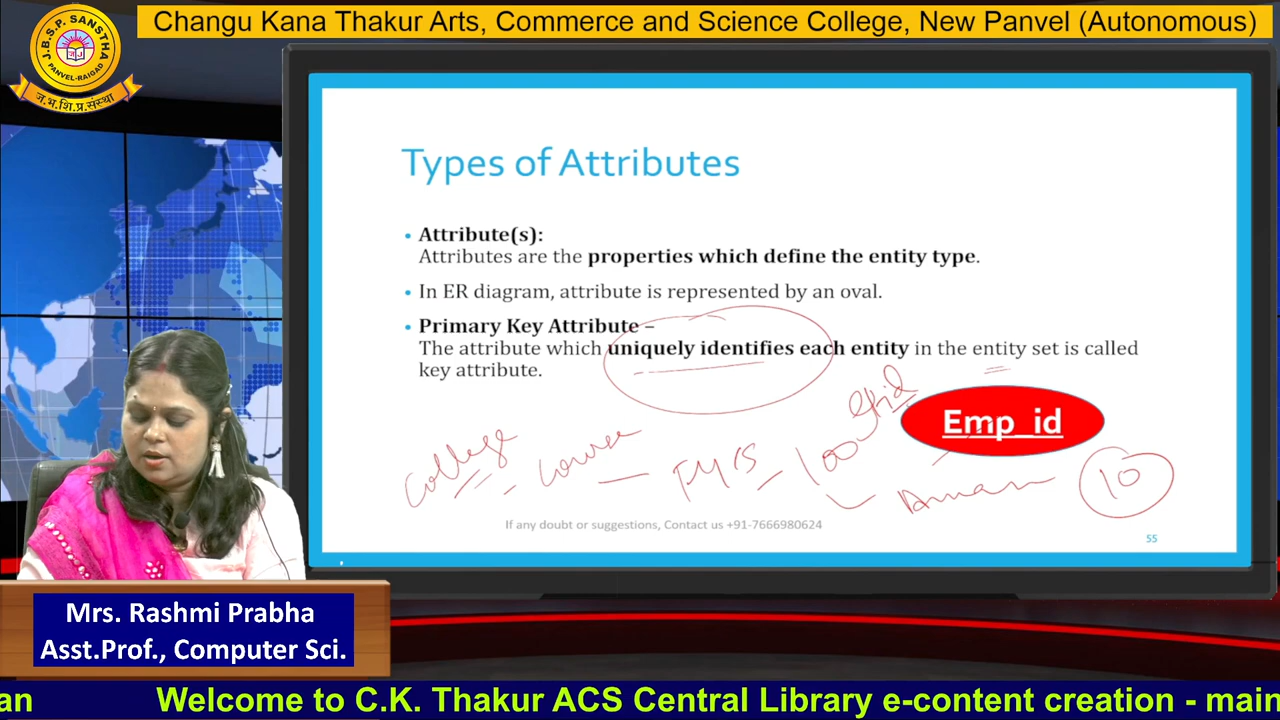 Changu Kana Thakur Arts, Commerce and Science College, New Panvel (Autonomous)
J.B.S.P. SANSTHA
PANVEL-RAIGAD
ज.भ.शि.प्र.संस्था
Types of Attributes
• Attribute(s):
Attributes are the properties which define the entity type.
• In ER diagram, attribute is represented by an oval.
• Primary Key Attribute –
The attribute which uniquely identifies each entity in the entity set is called
key attribute.
Emp_id
College - Course - FYCS - 100
Aman
10
If any doubt or suggestions, Contact us +91-7666980624
55
Mrs. Rashmi Prabha
Asst.Prof., Computer Sci.
an Welcome to C.K. Thakur ACS Central Library e-content creation - main